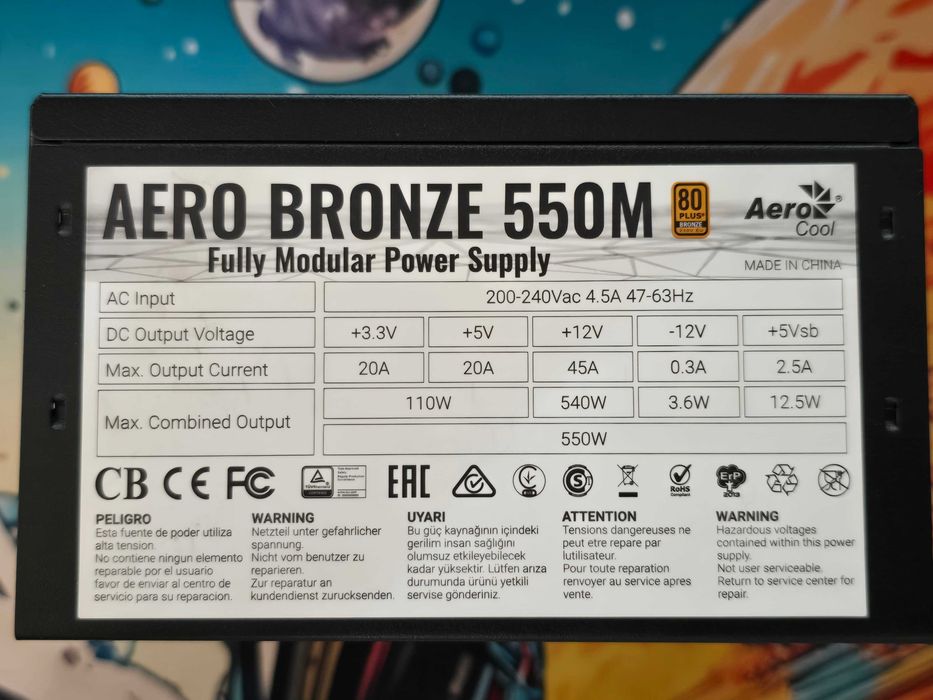 AERO BRONZE 550M
80
PLUS®
BRONZE
Aero Cool®
Fully Modular Power Supply
MADE IN CHINA
AC Input 200-240Vac 4.5A 47-63Hz
DC Output Voltage +3.3V +5V +12V -12V +5Vsb
Max. Output Current 20A 20A 45A 0.3A 2.5A
Max. Combined Output 110W 540W 3.6W 12.5W
550W
CB CE FC EAC
RoHS
Compliant
ErP
2013
PELIGRO
Esta fuente de poder utiliza
alta tension.
No contiene ningun elemento
reparable por el usuario
favor de enviar al centro de
servicio para su reparacion.
WARNING
Netzteil unter gefahrlicher
spannung.
Nicht vom benutzer zu
reparieren.
Zur reparatur an
kundendienst zurucksenden.
UYARI
Bu güç kaynağının içindeki
gerilim insan sağlığını
olumsuz etkileyebilecek
kadar yüksektir. Lütfen arıza
durumunda ürünü yetkili
servise gönderiniz.
ATTENTION
Tensions dangereuses ne
peut etre repare par
lutilisateur.
Pour toute reparation
renvoyer au service apres
vente.
WARNING
Hazardous voltages
contained within this power
supply.
Not user serviceable.
Return to service center for
repair.